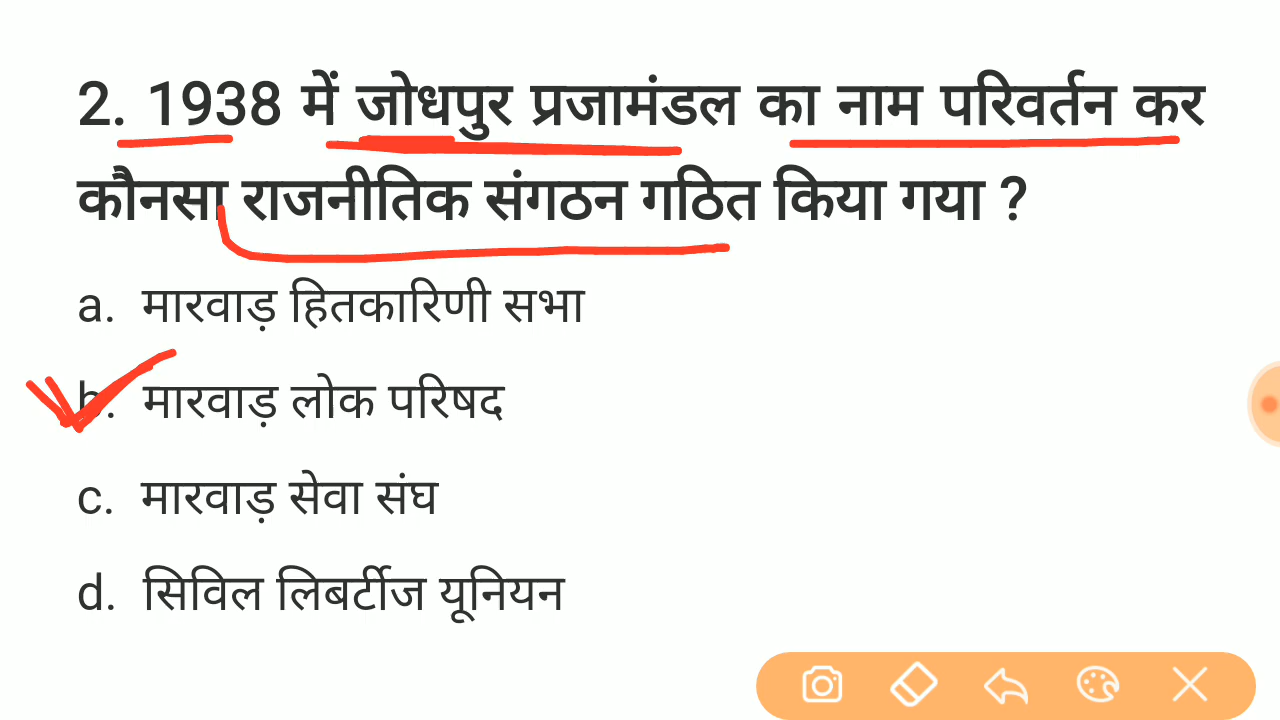 2. 1938 में जोधपुर प्रजामंडल का नाम परिवर्तन कर
कौनसा राजनीतिक संगठन गठित किया गया ?
a. मारवाड़ हितकारिणी सभा
b. मारवाड़ लोक परिषद
c. मारवाड़ सेवा संघ
d. सिविल लिबर्टीज यूनियन